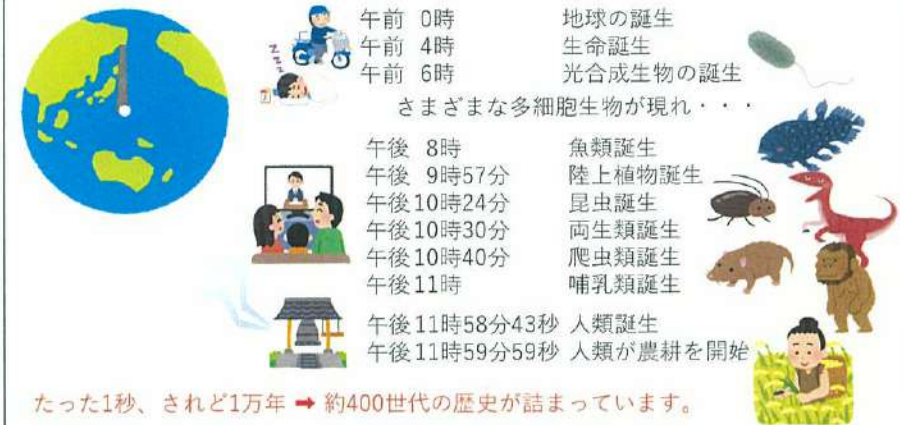 午前 0時 地球の誕生
午前 4時 生命誕生
午前 6時 光合成生物の誕生
さまざまな多細胞生物が現れ・・・
午後 8時 魚類誕生
午後 9時57分 陸上植物誕生
午後10時24分 昆虫誕生
午後10時30分 両生類誕生
午後10時40分 爬虫類誕生
午後11時 哺乳類誕生
午後11時58分43秒 人類誕生
午後11時59分59秒 人類が農耕を開始
たった1秒、されど1万年 ➡ 約400世代の歴史が詰まっています。